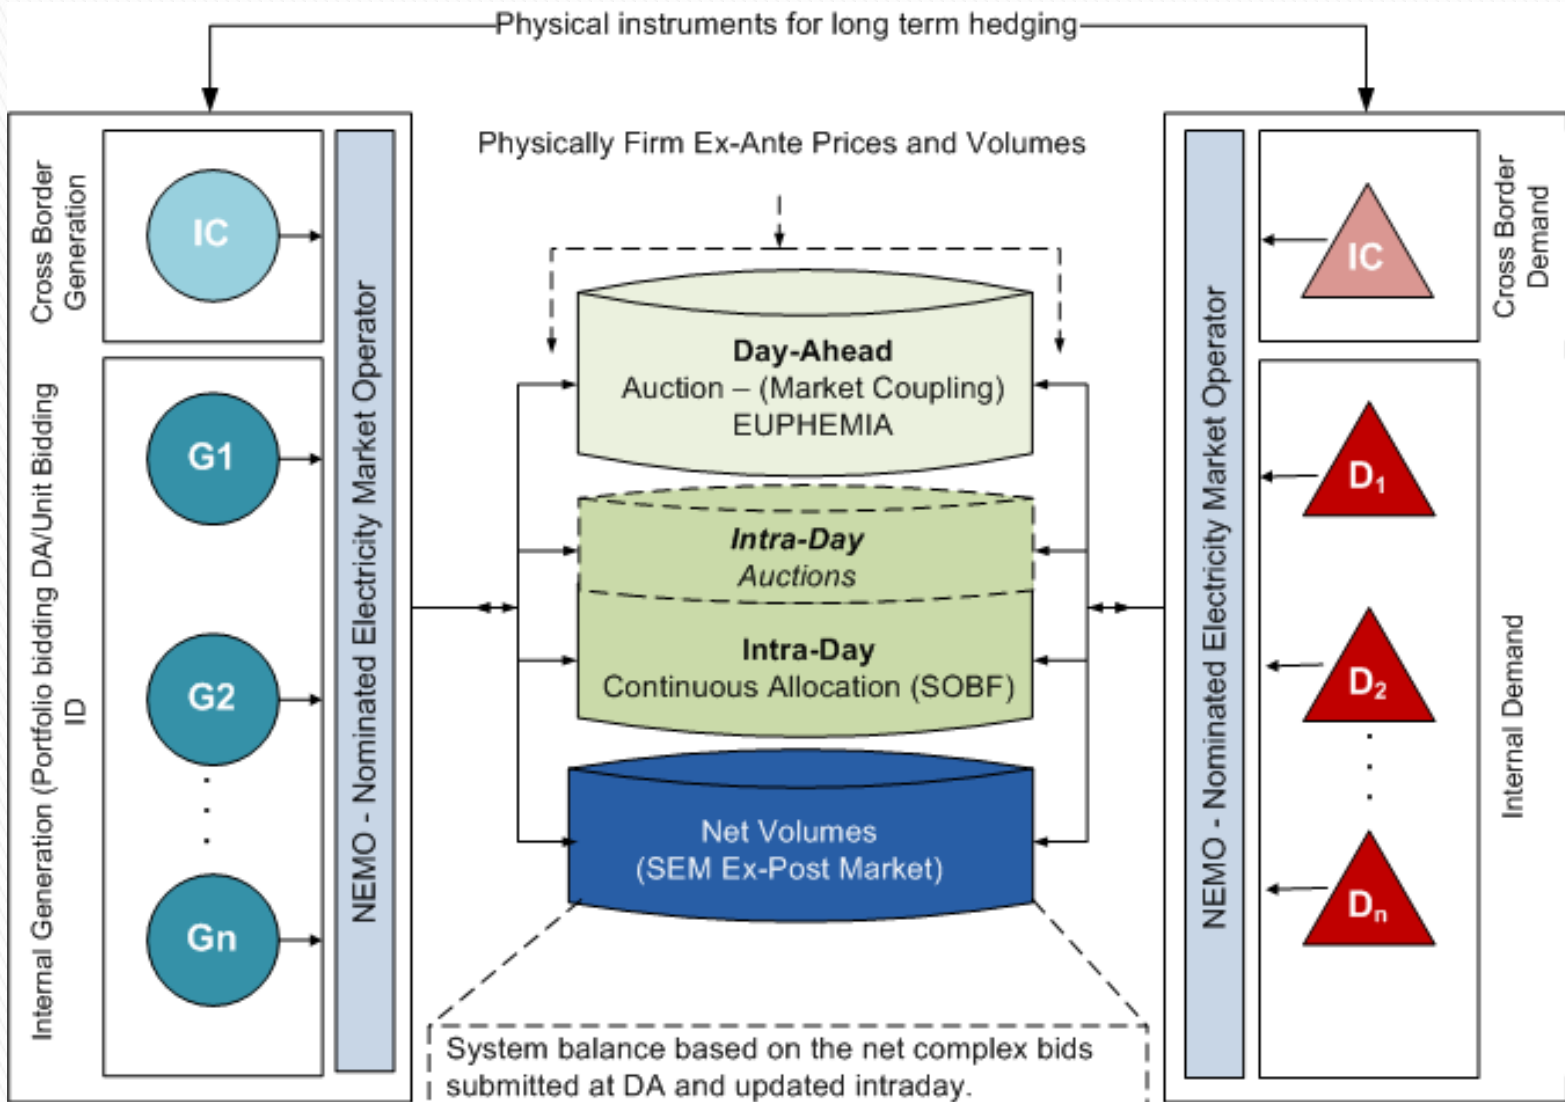 Physical instruments for long term hedging
Physically Firm Ex-Ante Prices and Volumes
Cross Border
Generation
IC
Internal Generation (Portfolio bidding DA/Unit Bidding
ID
G1
G2
Gn
NEMO - Nominated Electricity Market Operator
Day-Ahead
Auction – (Market Coupling)
EUPHEMIA
Intra-Day
Auctions
Intra-Day
Continuous Allocation (SOBF)
Net Volumes
(SEM Ex-Post Market)
System balance based on the net complex bids
submitted at DA and updated intraday.
NEMO - Nominated Electricity Market Operator
IC
Cross Border
Demand
D1
D2
Dn
Internal Demand